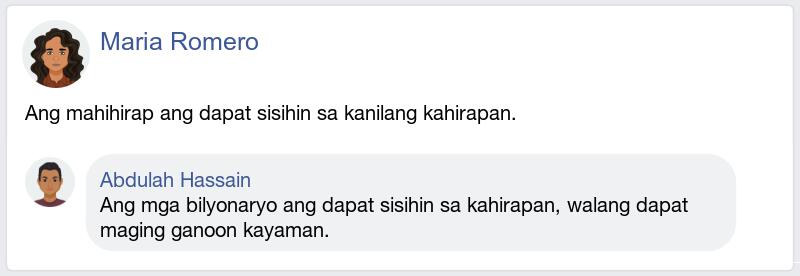 Maria Romero
Ang mahihirap ang dapat sisihin sa kanilang kahirapan.
Abdulah Hassain
Ang mga bilyonaryo ang dapat sisihin sa kahirapan, walang dapat
maging ganoon kayaman.